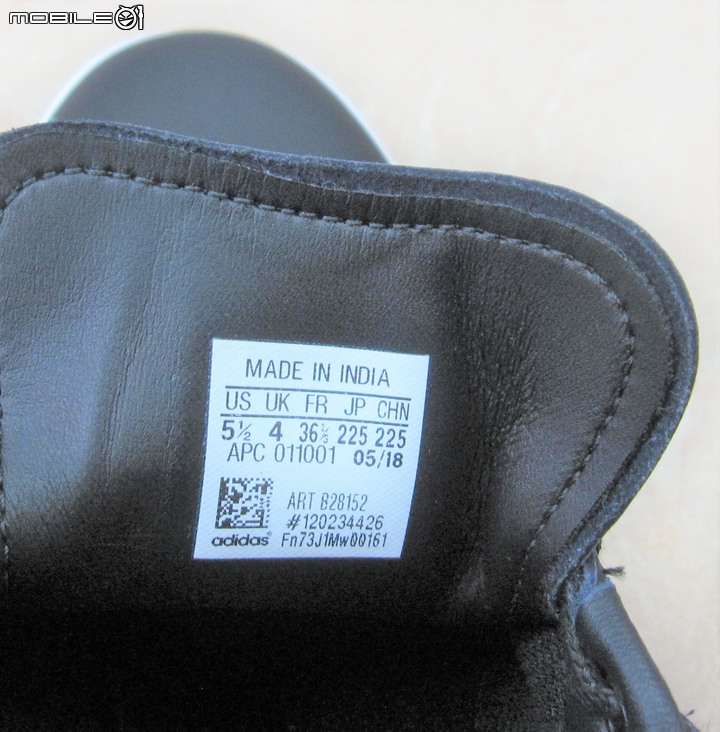 MOBILE01
MADE IN INDIA
US UK FR JP CHN
5½ 4 36⅔ 225 225
APC 011001 05/18
ART B28152
#120234426
adidas Fn73J1Mw00161